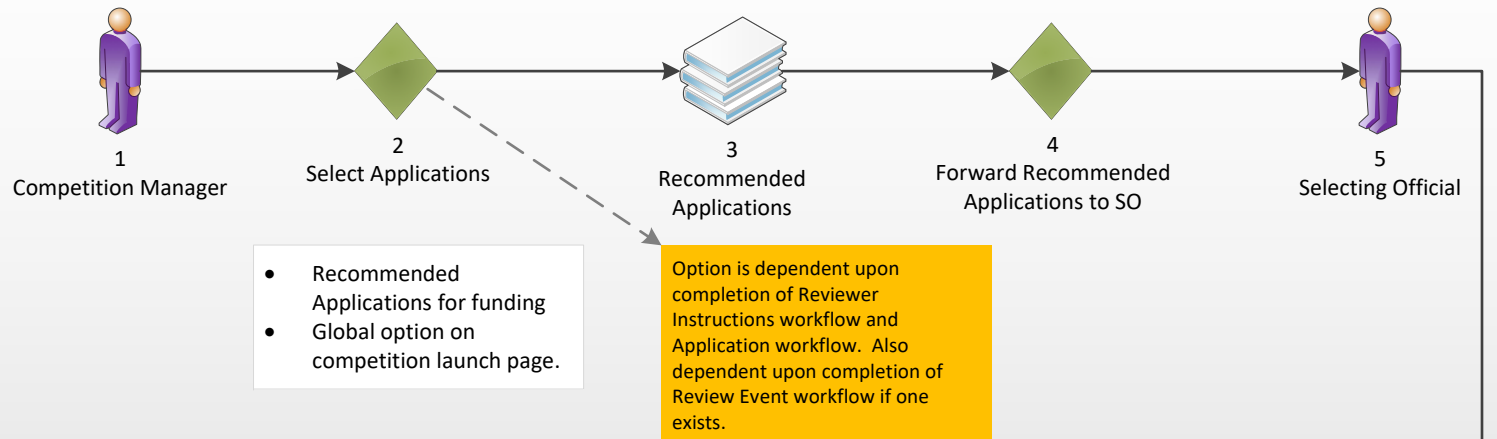 1
Competition Manager
2
Select Applications
3
Recommended
Applications
4
Forward Recommended
Applications to SO
5
Selecting Official
• Recommended
Applications for funding
• Global option on
competition launch page.
Option is dependent upon
completion of Reviewer
Instructions workflow and
Application workflow.  Also
dependent upon completion of
Review Event workflow if one
exists.